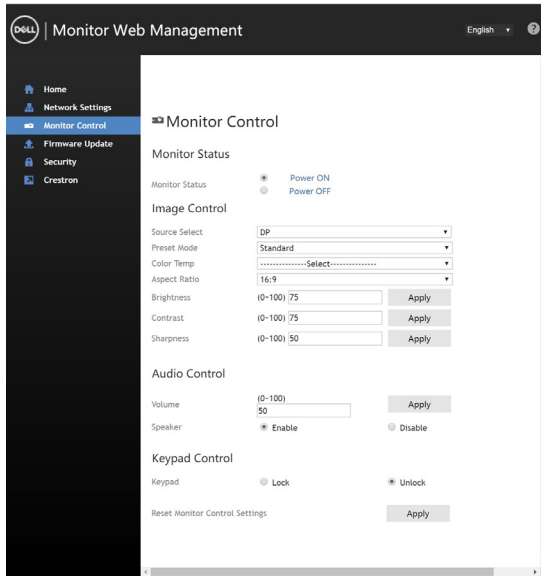 DELL | Monitor Web Management
English
?
Home
Network Settings
Monitor Control
Firmware Update
Security
Crestron
Monitor Control
Monitor Status
Monitor Status
Power ON
Power OFF
Image Control
Source Select DP
Preset Mode Standard
Color Temp ---------------Select---------------
Aspect Ratio 16:9
Brightness (0~100) 75 Apply
Contrast (0~100) 75 Apply
Sharpness (0~100) 50 Apply
Audio Control
Volume (0~100) 50 Apply
Speaker Enable Disable
Keypad Control
Keypad Lock Unlock
Reset Monitor Control Settings Apply